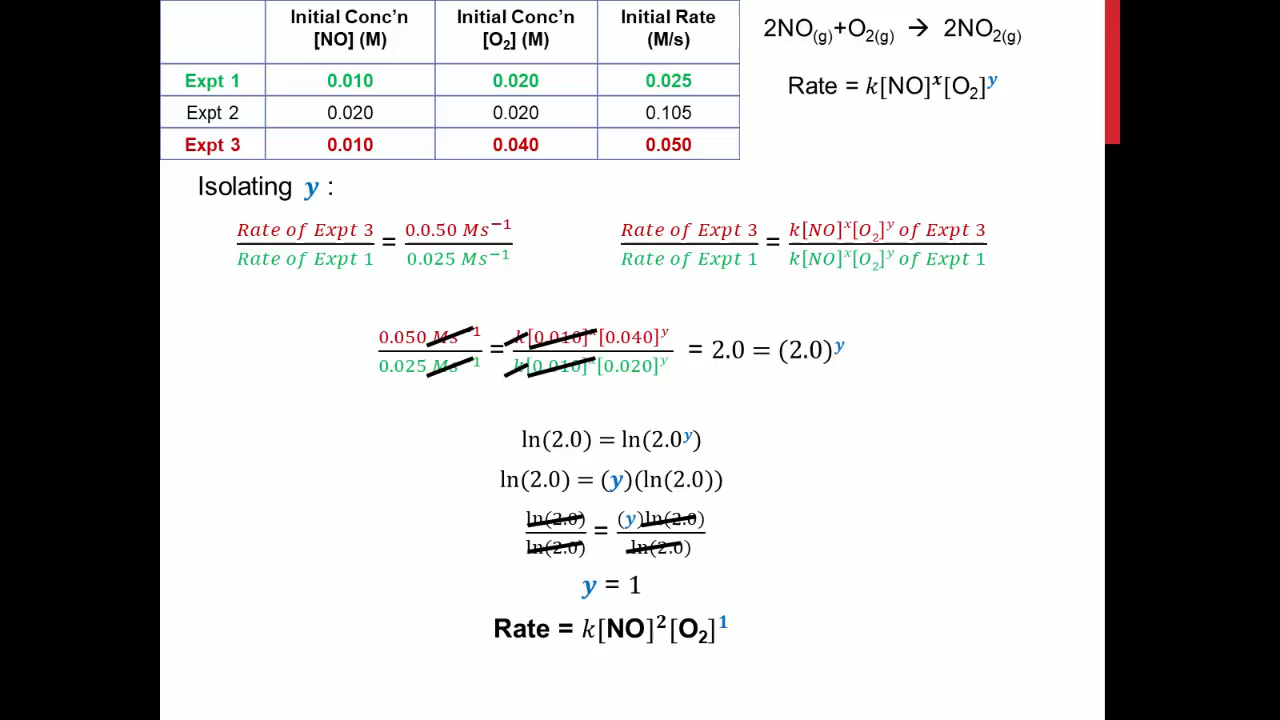 Initial Conc’n [NO] (M) Initial Conc’n [O₂] (M) Initial Rate (M/s)
Expt 1 0.010 0.020 0.025
Expt 2 0.020 0.020 0.105
Expt 3 0.010 0.040 0.050
2NO(g)+O₂(g) → 2NO₂(g)
Rate = k[NO]ˣ[O₂]ʸ
Isolating y :
Rate of Expt 3 / Rate of Expt 1 = 0.0.50 Ms⁻¹ / 0.025 Ms⁻¹
Rate of Expt 3 / Rate of Expt 1 = k[NO]ˣ[O₂]ʸ of Expt 3 / k[NO]ˣ[O₂]ʸ of Expt 1
0.050 Ms⁻¹ / 0.025 Ms⁻¹ = k[0.010]ˣ[0.040]ʸ / k[0.010]ˣ[0.020]ʸ = 2.0 = (2.0)ʸ
ln(2.0) = ln(2.0ʸ)
ln(2.0) = (y)(ln(2.0))
ln(2.0) / ln(2.0) = (y)ln(2.0) / ln(2.0)
y = 1
Rate = k[NO]²[O₂]¹